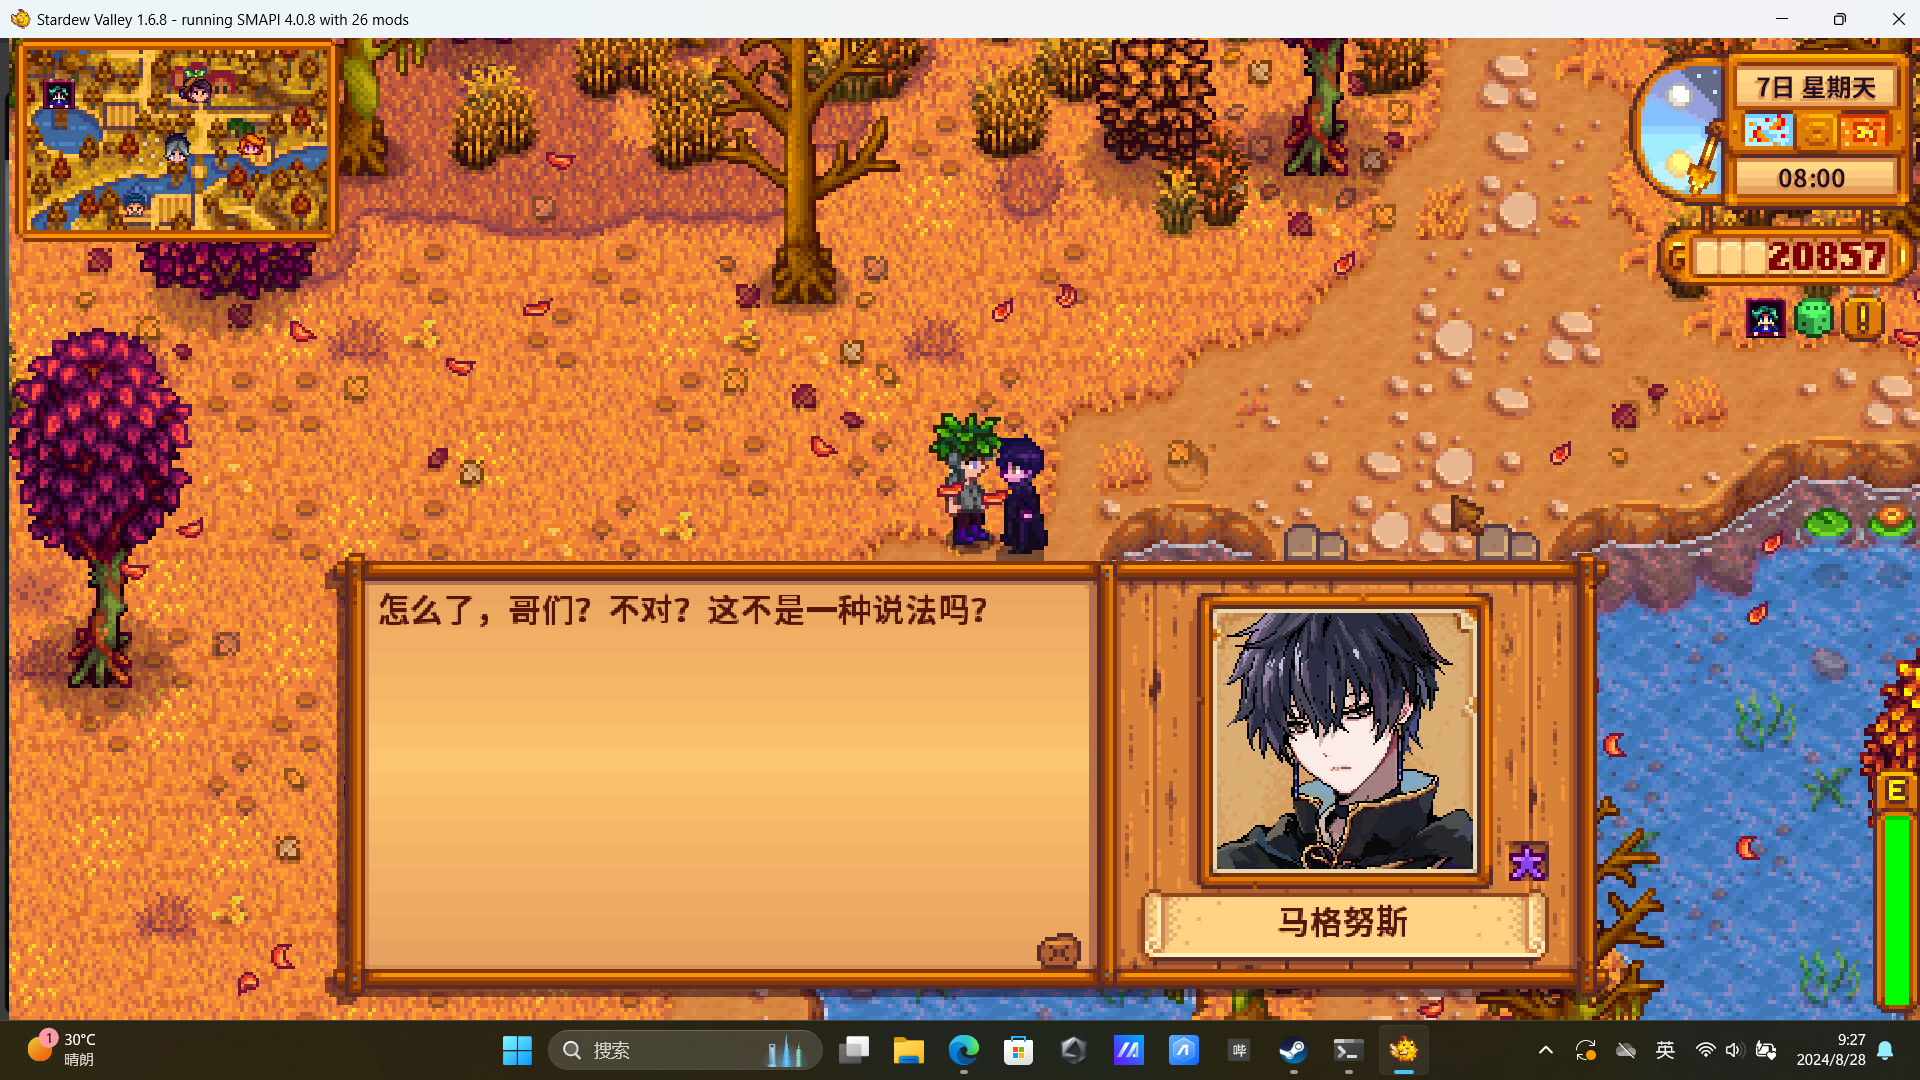 Stardew Valley 1.6.8 - running SMAPI 4.0.8 with 26 mods
7日 星期天
08:00
G 20857
怎么了，哥们？不对？这不是一种说法吗？
马格努斯
E
1
30°C
晴朗
搜索
哔
英
9:27
2024/8/28